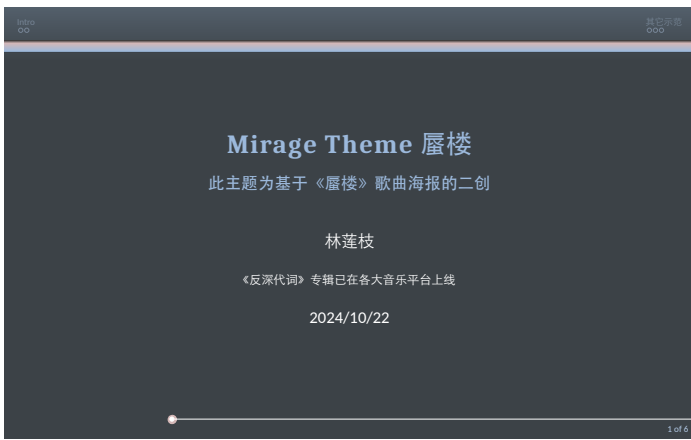 Intro
其它示范
Mirage Theme 蜃楼
此主题为基于《蜃楼》歌曲海报的二创
林莲枝
《反深代词》专辑已在各大音乐平台上线
2024/10/22
1 of 6